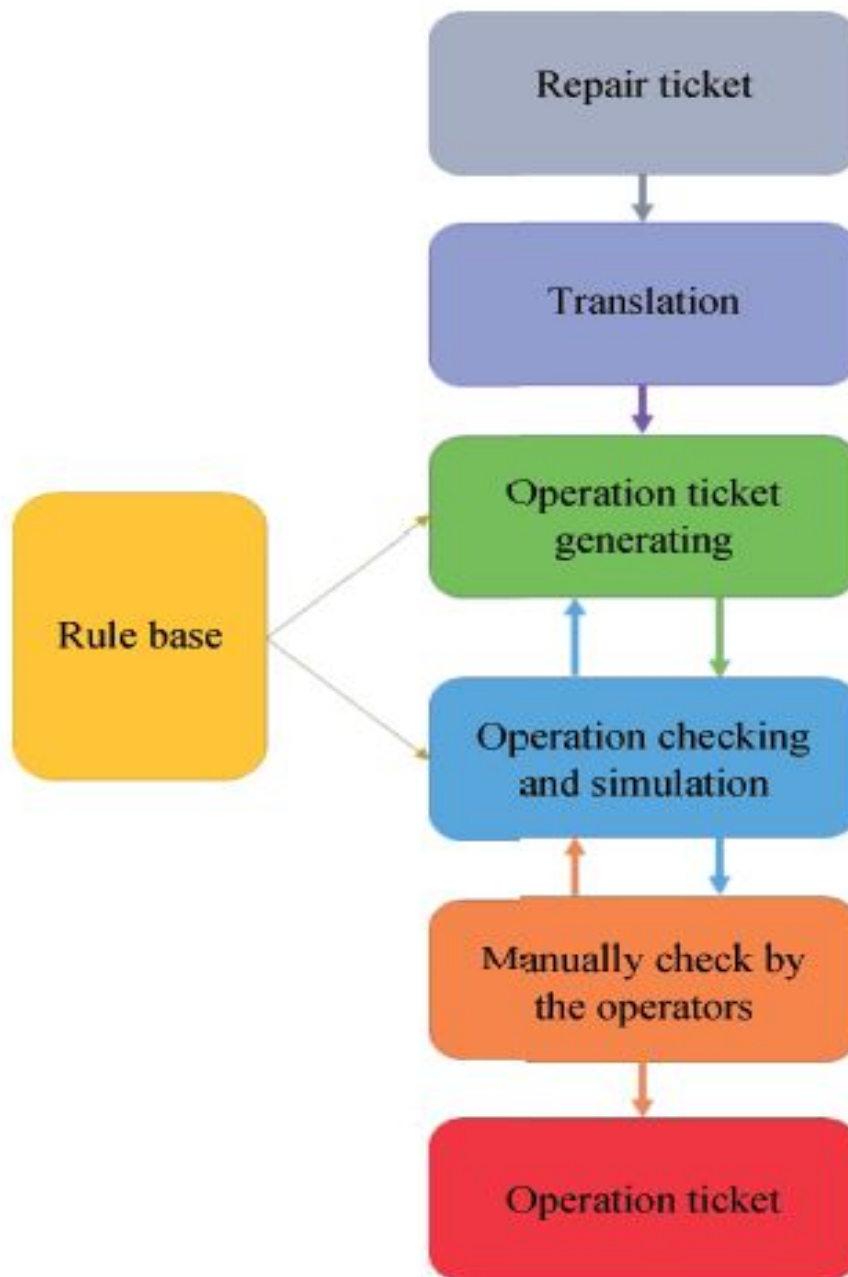 Repair ticket
Translation
Operation ticket
generating
Rule base
Operation checking
and simulation
Manually check by
the operators
Operation ticket